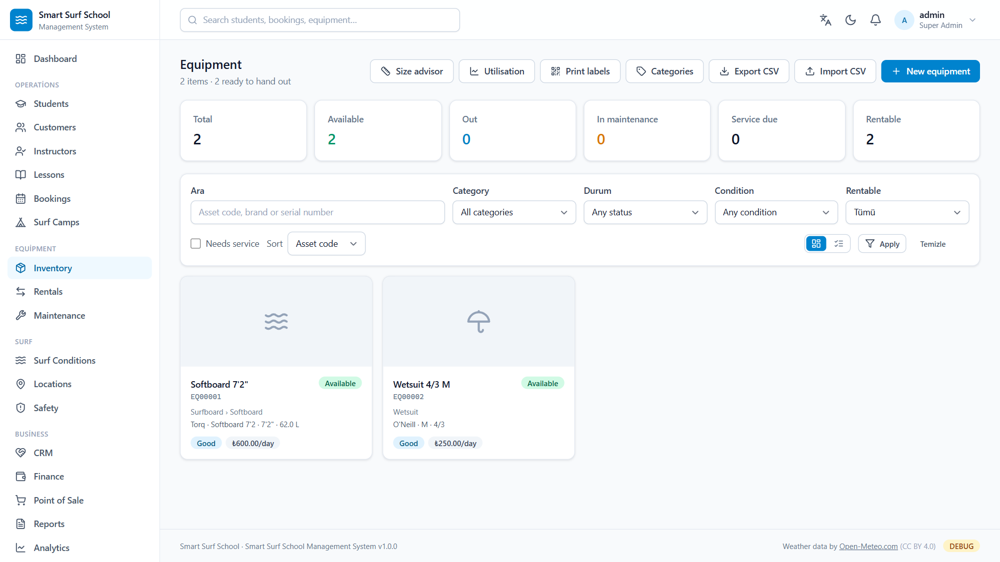 Smart Surf School
Management System
Search students, bookings, equipment...
A
admin
Super Admin
Dashboard
OPERATİONS
Students
Customers
Instructors
Lessons
Bookings
Surf Camps
EQUİPMENT
Inventory
Rentals
Maintenance
SURF
Surf Conditions
Locations
Safety
BUSİNESS
CRM
Finance
Point of Sale
Reports
Analytics
Equipment
2 items · 2 ready to hand out
Size advisor
Utilisation
Print labels
Categories
Export CSV
Import CSV
New equipment
Total
2
Available
2
Out
0
In maintenance
0
Service due
0
Rentable
2
Ara
Asset code, brand or serial number
Category
All categories
Durum
Any status
Condition
Any condition
Rentable
Tümü
Needs service
Sort
Asset code
Apply
Temizle
Softboard 7'2"
Available
EQ00001
Surfboard › Softboard
Torq · Softboard 7'2 · 7'2" · 62.0 L
Good
₺600.00/day
Wetsuit 4/3 M
Available
EQ00002
Wetsuit
O'Neill · M · 4/3
Good
₺250.00/day
Smart Surf School · Smart Surf School Management System v1.0.0
Weather data by Open-Meteo.com (CC BY 4.0)
DEBUG